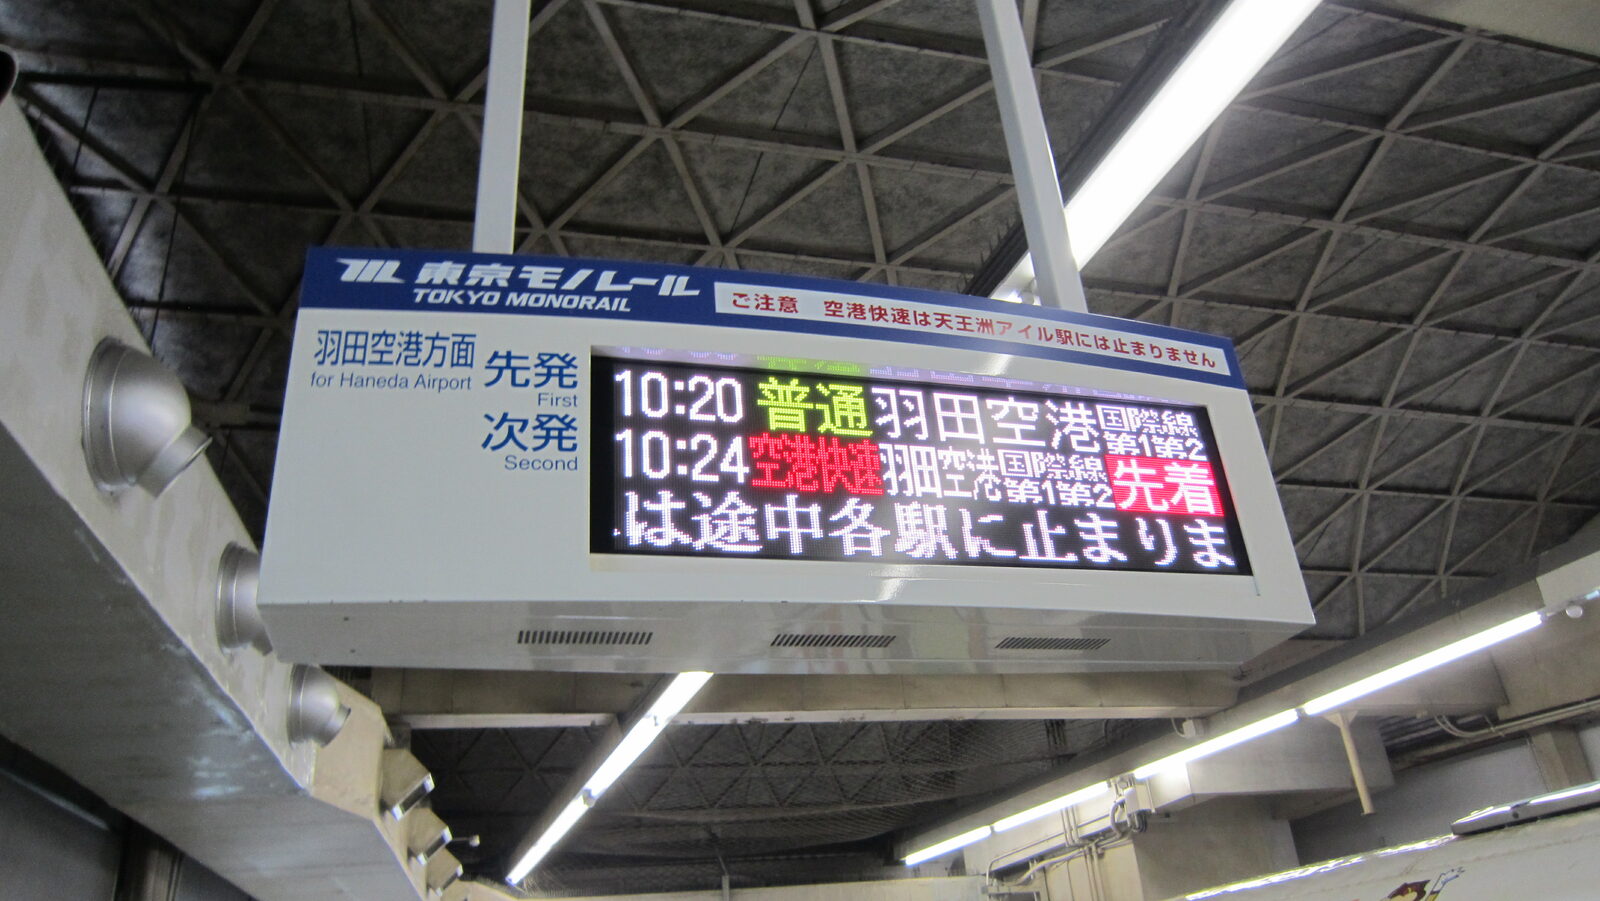 東京モノレール
TOKYO MONORAIL
ご注意 空港快速は天王洲アイル駅には止まりません
羽田空港方面
for Haneda Airport
先発
First
次発
Second
10:20 普通 羽田空港 国際線 第1第2
10:24 空港快速 羽田空港 国際線 第1第2 先着
は途中各駅に止まりま